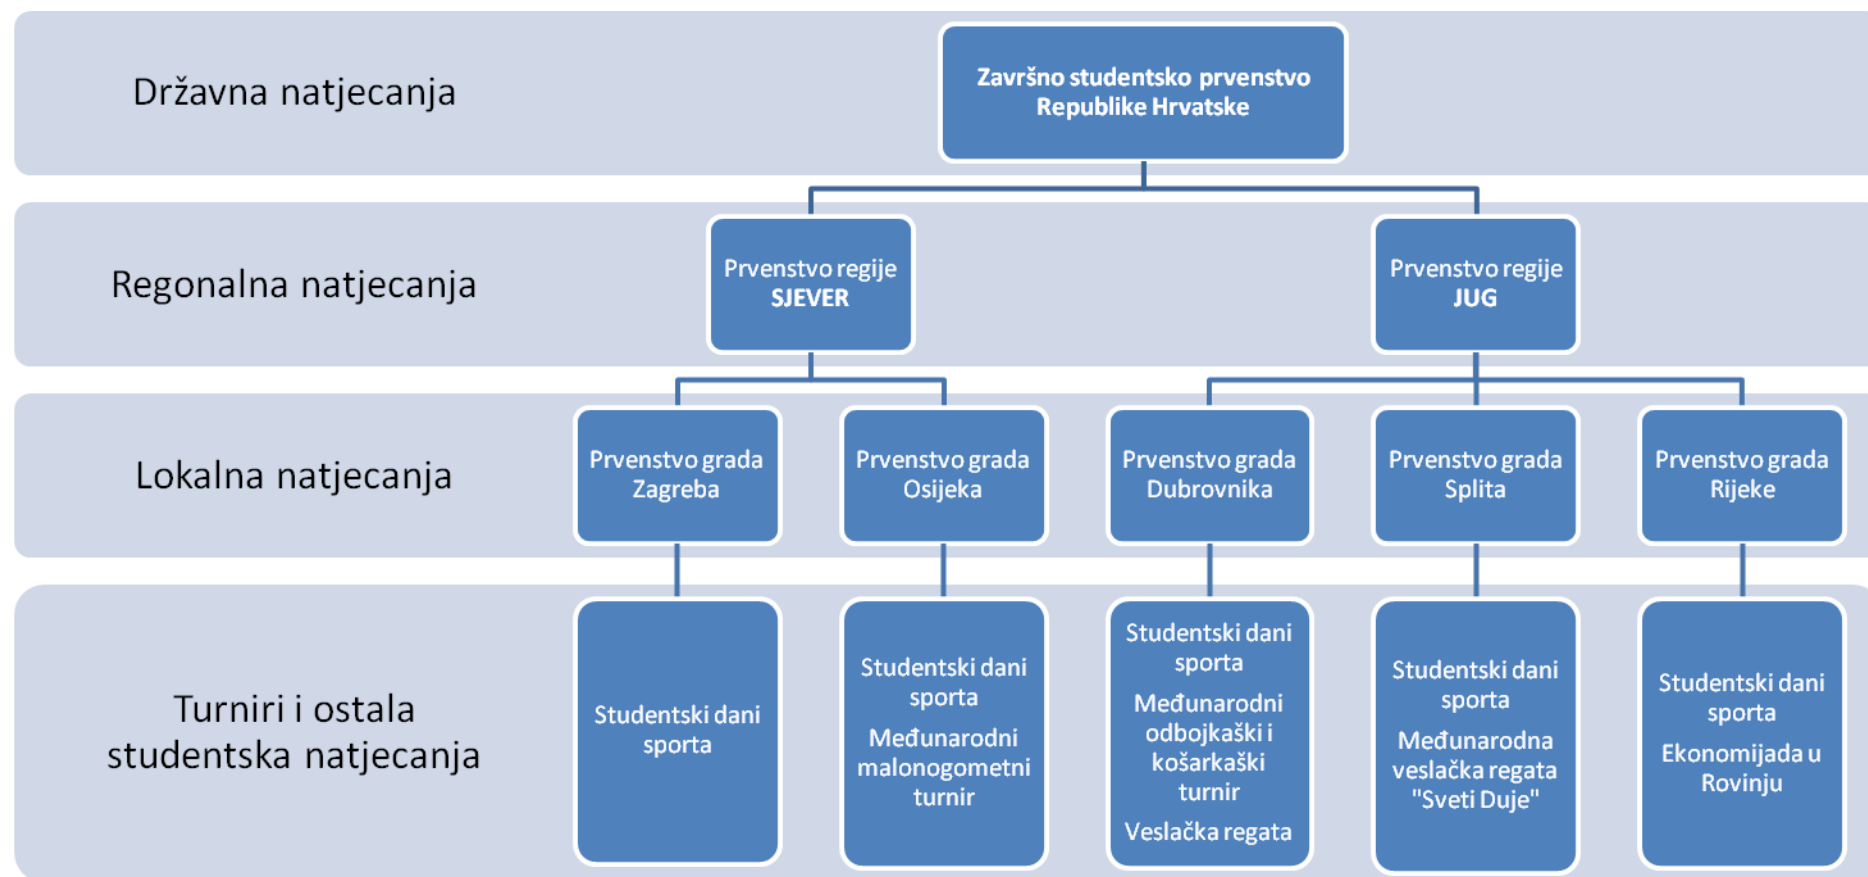 Državna natjecanja
Završno studentsko prvenstvo
Republike Hrvatske
Regonalna natjecanja
Prvenstvo regije
SJEVER
Prvenstvo regije
JUG
Lokalna natjecanja
Prvenstvo grada
Zagreba
Prvenstvo grada
Osijeka
Prvenstvo grada
Dubrovnika
Prvenstvo grada
Splita
Prvenstvo grada
Rijeke
Turniri i ostala
studentska natjecanja
Studentski dani
sporta
Studentski dani
sporta
Međunarodni
malonogometni
turnir
Studentski dani
sporta
Međunarodni
odbojkaški i
košarkaški
turnir
Veslačka regata
Studentski dani
sporta
Međunarodna
veslačka regata
"Sveti Duje"
Studentski dani
sporta
Ekonomijada u
Rovinju